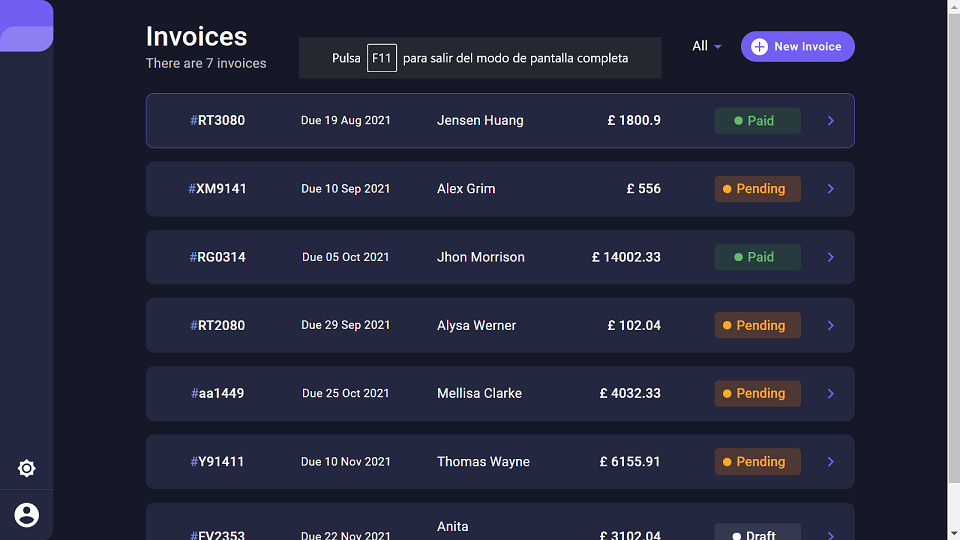 Invoices
There are 7 invoices
Pulsa F11 para salir del modo de pantalla completa
All
New Invoice
#RT3080 Due 19 Aug 2021 Jensen Huang £ 1800.9 Paid
#XM9141 Due 10 Sep 2021 Alex Grim £ 556 Pending
#RG0314 Due 05 Oct 2021 Jhon Morrison £ 14002.33 Paid
#RT2080 Due 29 Sep 2021 Alysa Werner £ 102.04 Pending
#aa1449 Due 25 Oct 2021 Mellisa Clarke £ 4032.33 Pending
#Y91411 Due 10 Nov 2021 Thomas Wayne £ 6155.91 Pending
Anita
#FV2353 Due 22 Nov 2021 £ 3102.04 Draft